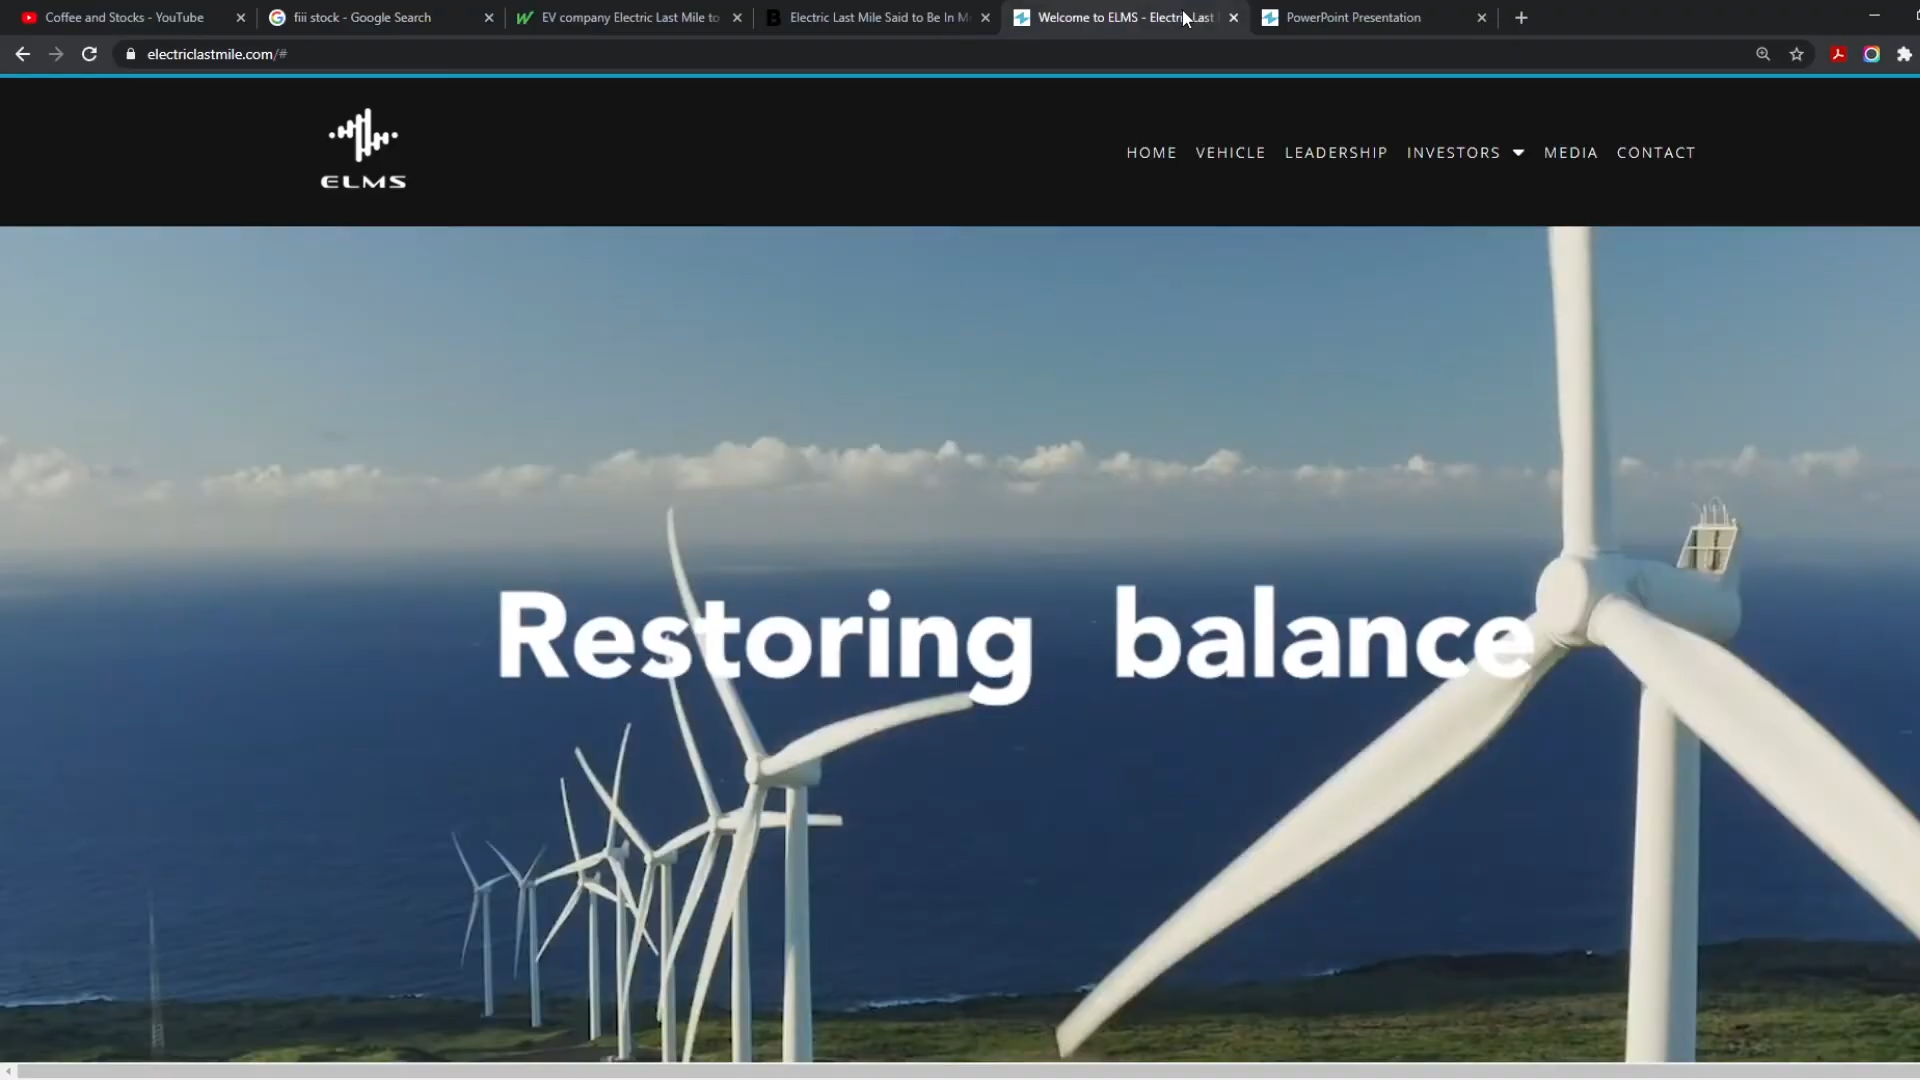 Coffee and Stocks - YouTube
fiii stock - Google Search
EV company Electric Last Mile to
Electric Last Mile Said to Be In M
Welcome to ELMS - Electric Last
PowerPoint Presentation
electriclastmile.com/#
ELMS
HOME VEHICLE LEADERSHIP INVESTORS MEDIA CONTACT
Restoring balance